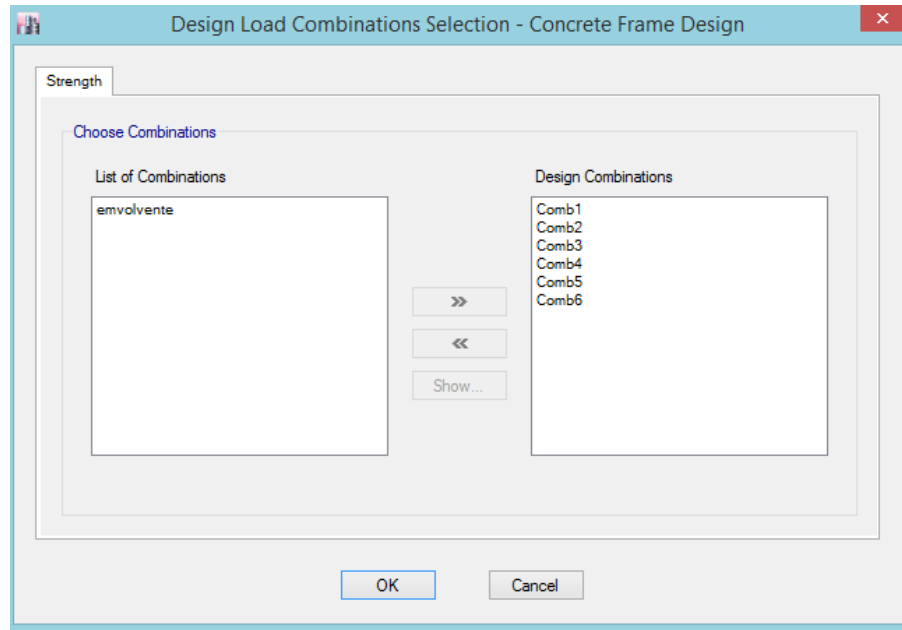 Design Load Combinations Selection - Concrete Frame Design
Strength
Choose Combinations
List of Combinations
emvolvente
Design Combinations
Comb1
Comb2
Comb3
Comb4
Comb5
Comb6
>>
<<
Show...
OK
Cancel